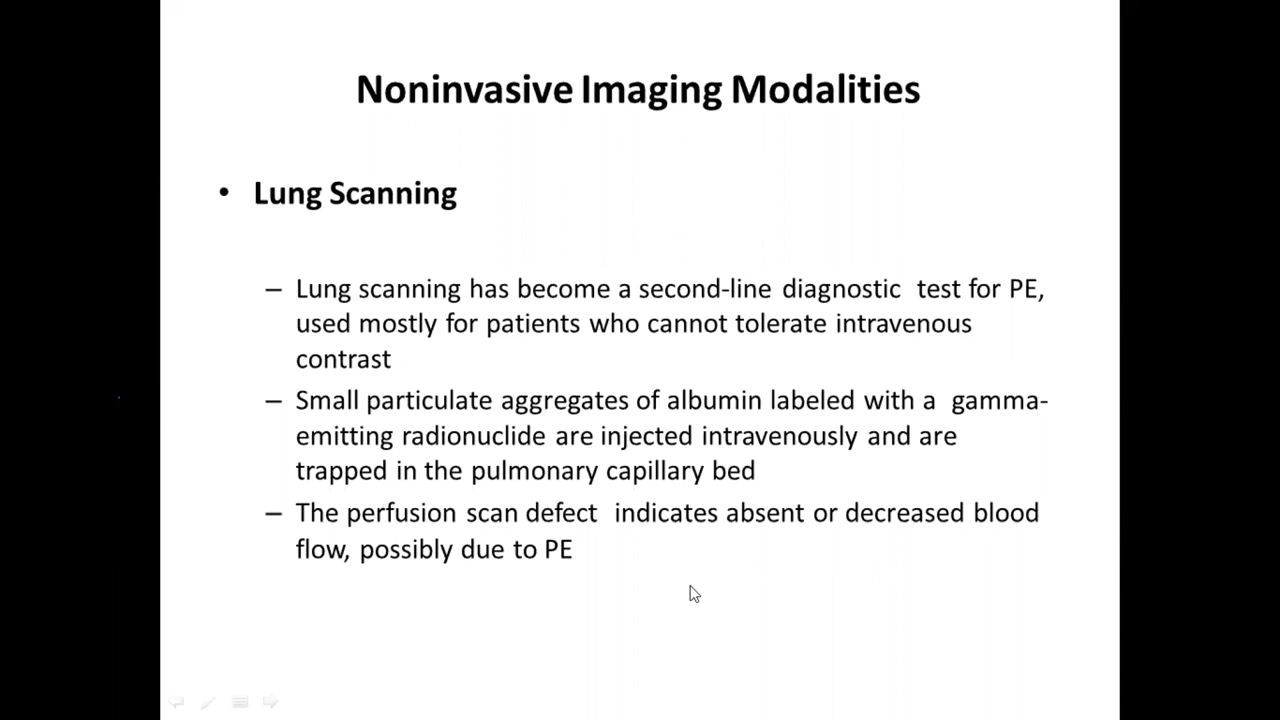 Noninvasive Imaging Modalities
• Lung Scanning
– Lung scanning has become a second-line diagnostic test for PE,
used mostly for patients who cannot tolerate intravenous
contrast
– Small particulate aggregates of albumin labeled with a gamma-
emitting radionuclide are injected intravenously and are
trapped in the pulmonary capillary bed
– The perfusion scan defect indicates absent or decreased blood
flow, possibly due to PE